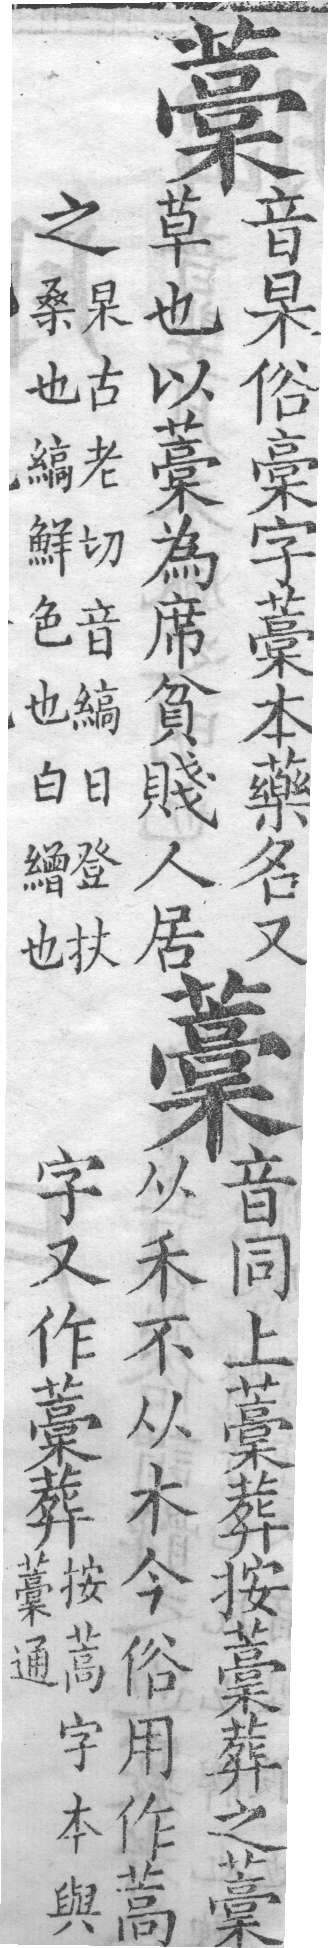 藁
音杲俗稾字藁本藥名又
草也以藁為席貧賤人居
之
杲古老切音縞日登扶
桑也縞鮮色也白繒也
藳
音同上藳葬按藳葬之藳
从禾不从木今俗用作蒿
字又作藁葬
按蒿字本與
藁通